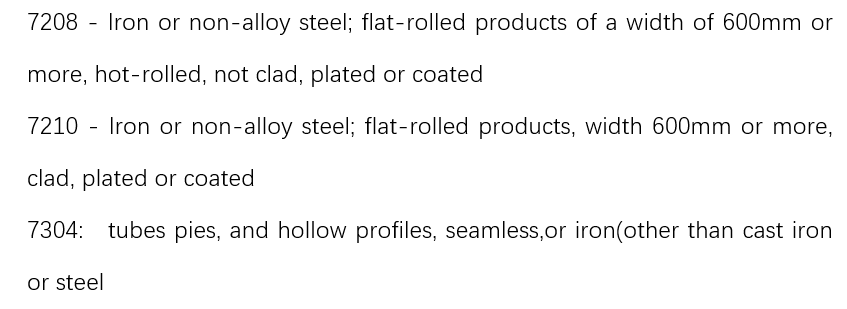 7208 - Iron or non-alloy steel; flat-rolled products of a width of 600mm or
more, hot-rolled, not clad, plated or coated
7210 - Iron or non-alloy steel; flat-rolled products, width 600mm or more,
clad, plated or coated
7304: tubes pies, and hollow profiles, seamless,or iron(other than cast iron
or steel